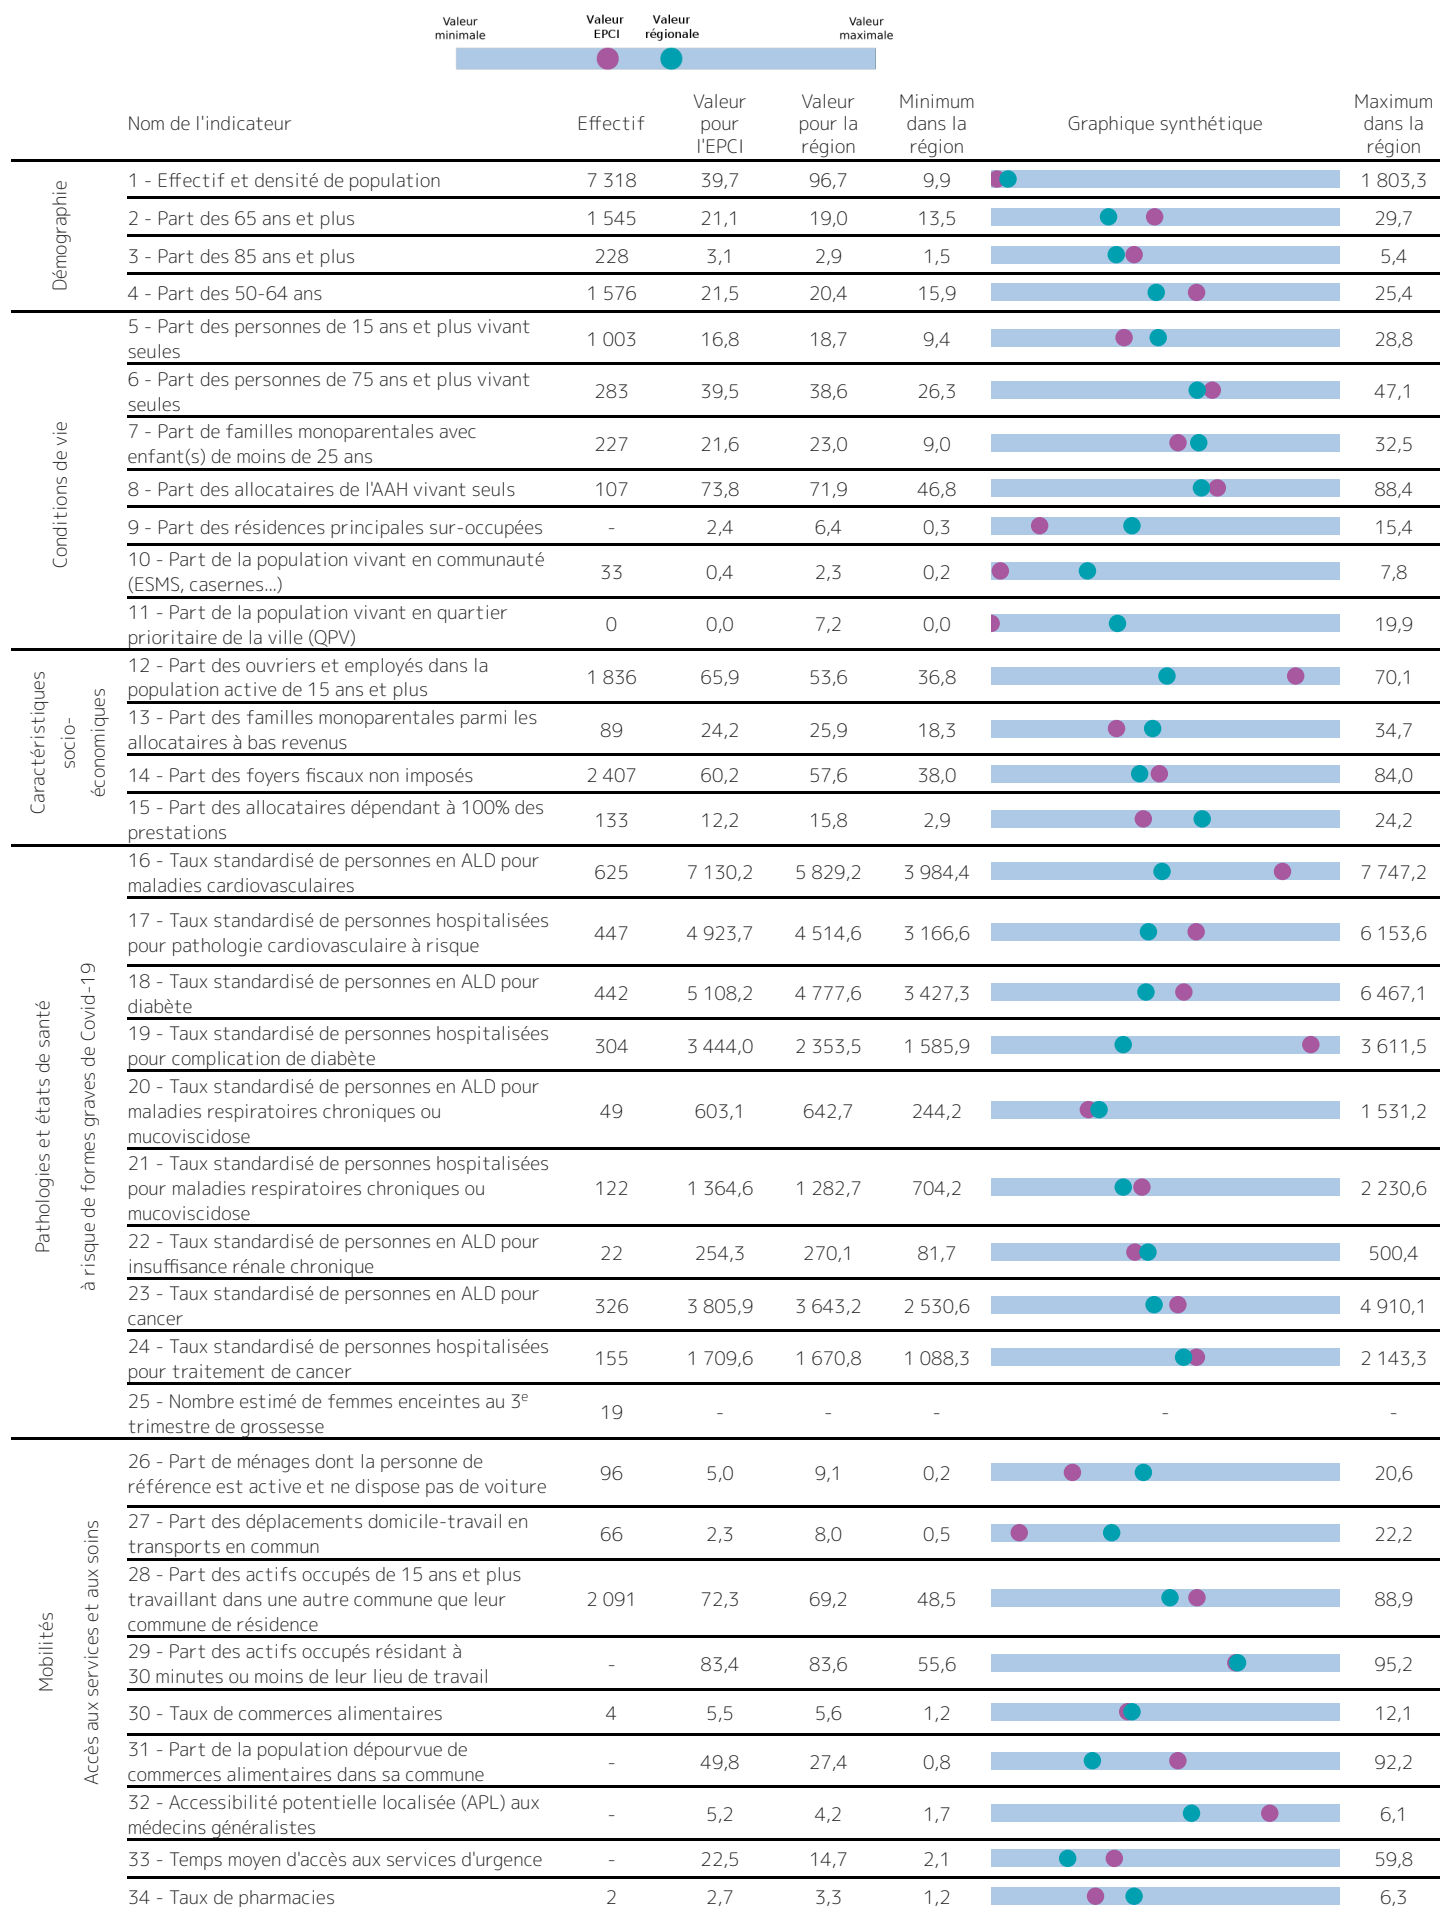 Valeur
minimale
Valeur
EPCI
Valeur
régionale
Valeur
maximale
Nom de l'indicateur
Effectif
Valeur
pour
l'EPCI
Valeur
pour la
région
Minimum
dans la
région
Graphique synthétique
Maximum
dans la
région
Démographie
1 - Effectif et densité de population 7 318 39,7 96,7 9,9 1 803,3
2 - Part des 65 ans et plus 1 545 21,1 19,0 13,5 29,7
3 - Part des 85 ans et plus 228 3,1 2,9 1,5 5,4
4 - Part des 50-64 ans 1 576 21,5 20,4 15,9 25,4
Conditions de vie
5 - Part des personnes de 15 ans et plus vivant
seules
1 003 16,8 18,7 9,4 28,8
6 - Part des personnes de 75 ans et plus vivant
seules
283 39,5 38,6 26,3 47,1
7 - Part de familles monoparentales avec
enfant(s) de moins de 25 ans
227 21,6 23,0 9,0 32,5
8 - Part des allocataires de l'AAH vivant seuls 107 73,8 71,9 46,8 88,4
9 - Part des résidences principales sur-occupées - 2,4 6,4 0,3 15,4
10 - Part de la population vivant en communauté
(ESMS, casernes...)
33 0,4 2,3 0,2 7,8
11 - Part de la population vivant en quartier
prioritaire de la ville (QPV)
0 0,0 7,2 0,0 19,9
Caractéristiques
socio-
économiques
12 - Part des ouvriers et employés dans la
population active de 15 ans et plus
1 836 65,9 53,6 36,8 70,1
13 - Part des familles monoparentales parmi les
allocataires à bas revenus
89 24,2 25,9 18,3 34,7
14 - Part des foyers fiscaux non imposés 2 407 60,2 57,6 38,0 84,0
15 - Part des allocataires dépendant à 100% des
prestations
133 12,2 15,8 2,9 24,2
Pathologies et états de santé
à risque de formes graves de Covid-19
16 - Taux standardisé de personnes en ALD pour
maladies cardiovasculaires
625 7 130,2 5 829,2 3 984,4 7 747,2
17 - Taux standardisé de personnes hospitalisées
pour pathologie cardiovasculaire à risque
447 4 923,7 4 514,6 3 166,6 6 153,6
18 - Taux standardisé de personnes en ALD pour
diabète
442 5 108,2 4 777,6 3 427,3 6 467,1
19 - Taux standardisé de personnes hospitalisées
pour complication de diabète
304 3 444,0 2 353,5 1 585,9 3 611,5
20 - Taux standardisé de personnes en ALD pour
maladies respiratoires chroniques ou
mucoviscidose
49 603,1 642,7 244,2 1 531,2
21 - Taux standardisé de personnes hospitalisées
pour maladies respiratoires chroniques ou
mucoviscidose
122 1 364,6 1 282,7 704,2 2 230,6
22 - Taux standardisé de personnes en ALD pour
insuffisance rénale chronique
22 254,3 270,1 81,7 500,4
23 - Taux standardisé de personnes en ALD pour
cancer
326 3 805,9 3 643,2 2 530,6 4 910,1
24 - Taux standardisé de personnes hospitalisées
pour traitement de cancer
155 1 709,6 1 670,8 1 088,3 2 143,3
25 - Nombre estimé de femmes enceintes au 3e
trimestre de grossesse
19 - - - - -
Mobilités
Accès aux services et aux soins
26 - Part de ménages dont la personne de
référence est active et ne dispose pas de voiture
96 5,0 9,1 0,2 20,6
27 - Part des déplacements domicile-travail en
transports en commun
66 2,3 8,0 0,5 22,2
28 - Part des actifs occupés de 15 ans et plus
travaillant dans une autre commune que leur
commune de résidence
2 091 72,3 69,2 48,5 88,9
29 - Part des actifs occupés résidant à
30 minutes ou moins de leur lieu de travail
- 83,4 83,6 55,6 95,2
30 - Taux de commerces alimentaires 4 5,5 5,6 1,2 12,1
31 - Part de la population dépourvue de
commerces alimentaires dans sa commune
- 49,8 27,4 0,8 92,2
32 - Accessibilité potentielle localisée (APL) aux
médecins généralistes
- 5,2 4,2 1,7 6,1
33 - Temps moyen d'accès aux services d'urgence - 22,5 14,7 2,1 59,8
34 - Taux de pharmacies 2 2,7 3,3 1,2 6,3